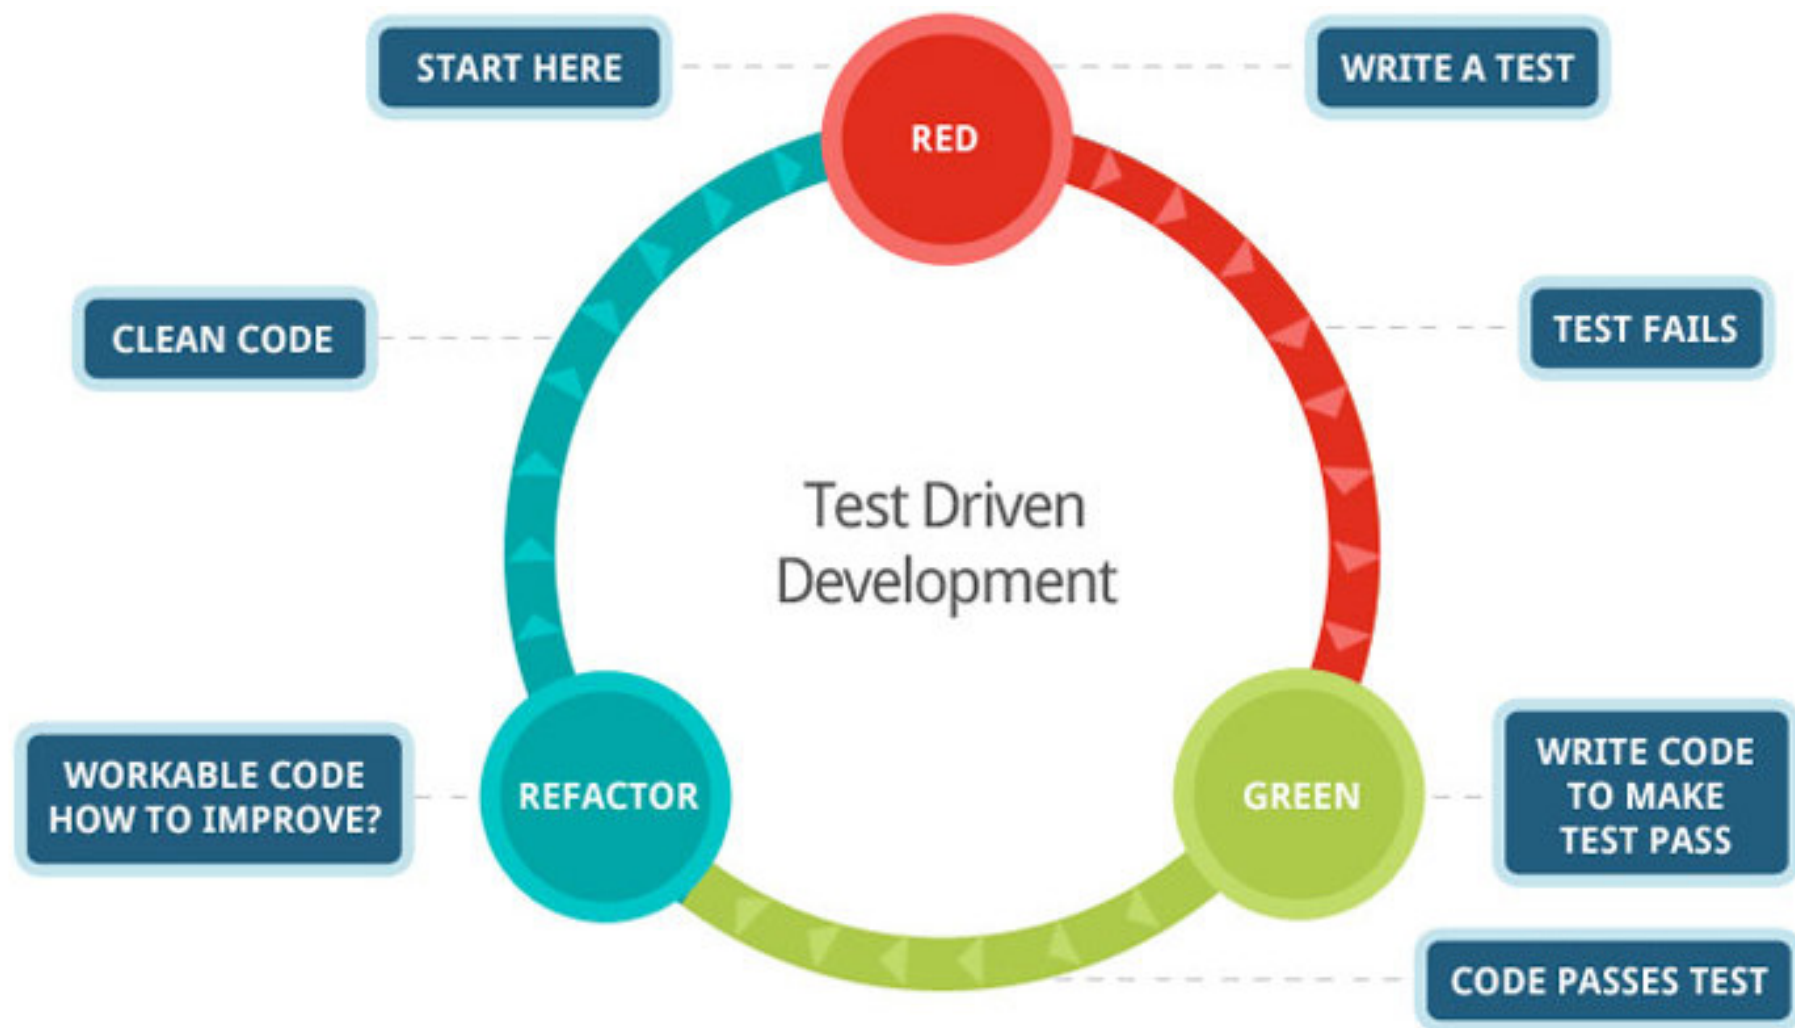 START HERE
WRITE A TEST
RED
CLEAN CODE
TEST FAILS
Test Driven
Development
WORKABLE CODE
HOW TO IMPROVE?
REFACTOR
GREEN
WRITE CODE
TO MAKE
TEST PASS
CODE PASSES TEST